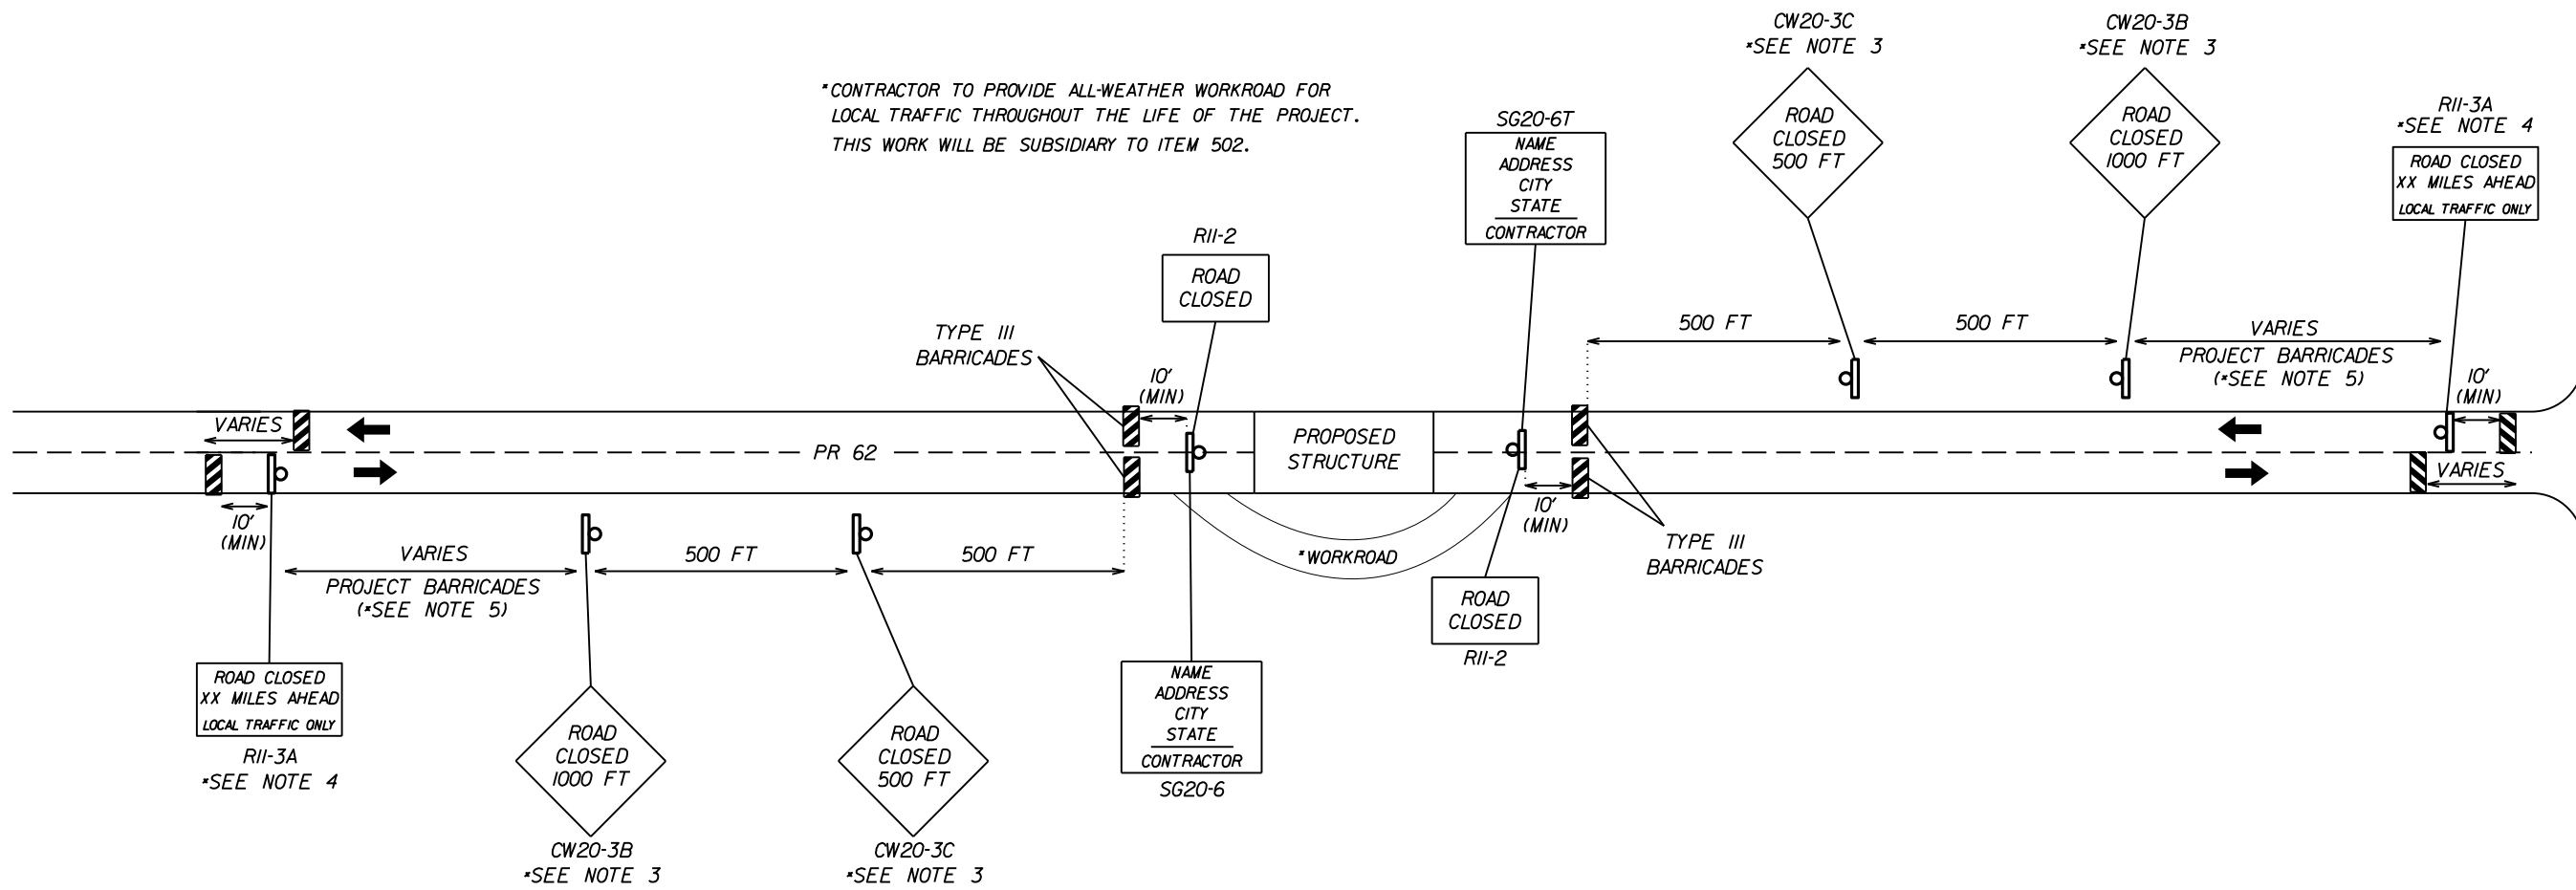 CW20-3C
*SEE NOTE 3
ROAD
CLOSED
500 FT
CW20-3B
*SEE NOTE 3
ROAD
CLOSED
1000 FT
R11-3A
*SEE NOTE 4
ROAD CLOSED
XX MILES AHEAD
LOCAL TRAFFIC ONLY
*CONTRACTOR TO PROVIDE ALL-WEATHER WORKROAD FOR
LOCAL TRAFFIC THROUGHOUT THE LIFE OF THE PROJECT.
THIS WORK WILL BE SUBSIDIARY TO ITEM 502.
SG20-6T
NAME
ADDRESS
CITY
STATE
CONTRACTOR
R11-2
ROAD
CLOSED
TYPE III
BARRICADES
10'
(MIN)
500 FT
500 FT
VARIES
PROJECT BARRICADES
(*SEE NOTE 5)
10'
(MIN)
VARIES
PR 62
PROPOSED
STRUCTURE
VARIES
10'
(MIN)
VARIES
PROJECT BARRICADES
(*SEE NOTE 5)
500 FT
500 FT
*WORKROAD
10'
(MIN)
TYPE III
BARRICADES
ROAD
CLOSED
R11-2
ROAD CLOSED
XX MILES AHEAD
LOCAL TRAFFIC ONLY
R11-3A
*SEE NOTE 4
ROAD
CLOSED
1000 FT
CW20-3B
*SEE NOTE 3
ROAD
CLOSED
500 FT
CW20-3C
*SEE NOTE 3
NAME
ADDRESS
CITY
STATE
CONTRACTOR
SG20-6